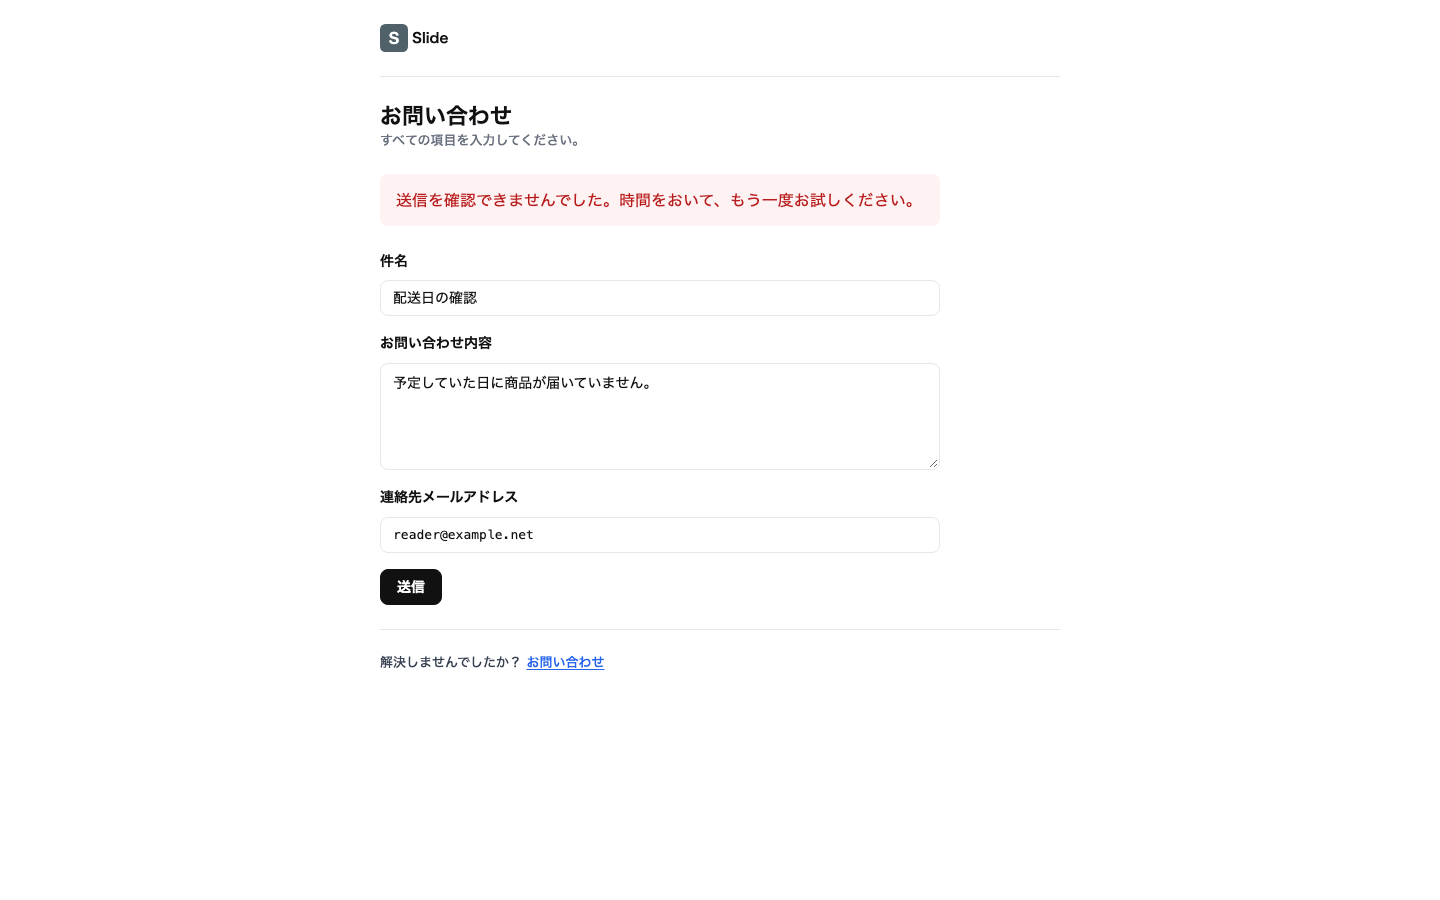 S Slide
お問い合わせ
すべての項目を入力してください。
送信を確認できませんでした。時間をおいて、もう一度お試しください。
件名
配送日の確認
お問い合わせ内容
予定していた日に商品が届いていません。
連絡先メールアドレス
reader@example.net
送信
解決しませんでしたか？ お問い合わせ